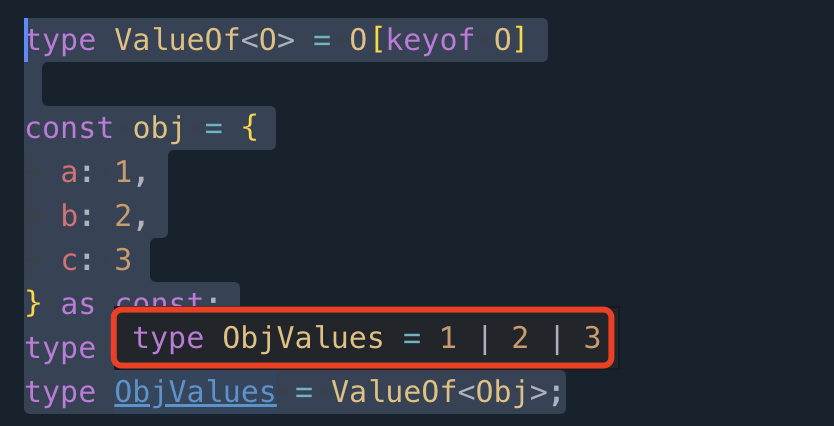 type ValueOf<O> = O[keyof O]
const obj = {
a: 1,
b: 2,
c: 3
} as const;
type ObjValues = 1 | 2 | 3
type
type ObjValues = ValueOf<Obj>;